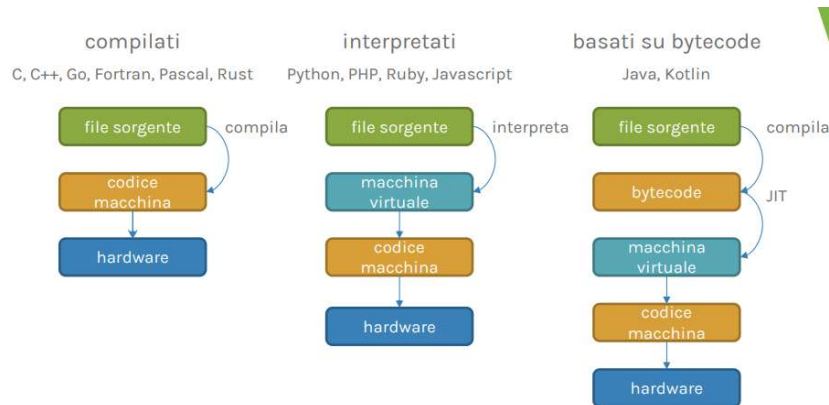 compilati
C, C++, Go, Fortran, Pascal, Rust
file sorgente
compila
codice
macchina
hardware
interpretati
Python, PHP, Ruby, Javascript
file sorgente
interpreta
macchina
virtuale
codice
macchina
hardware
basati su bytecode
Java, Kotlin
file sorgente
compila
bytecode
JIT
macchina
virtuale
codice
macchina
hardware